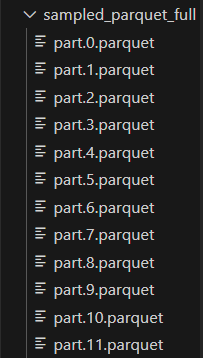 sampled_parquet_full
part.0.parquet
part.1.parquet
part.2.parquet
part.3.parquet
part.4.parquet
part.5.parquet
part.6.parquet
part.7.parquet
part.8.parquet
part.9.parquet
part.10.parquet
part.11.parquet